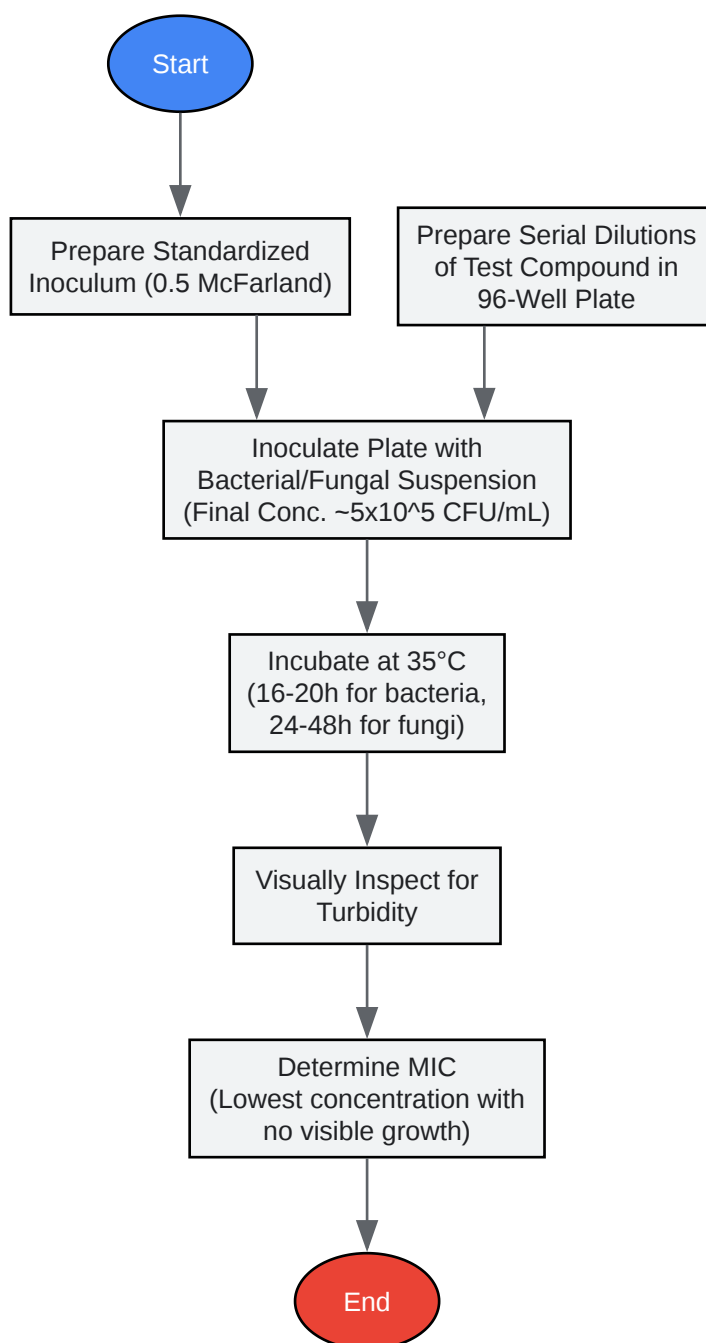 Start
Prepare Standardized
Inoculum (0.5 McFarland)
Prepare Serial Dilutions
of Test Compound in
96-Well Plate
Inoculate Plate with
Bacterial/Fungal Suspension
(Final Conc. ~5x10^5 CFU/mL)
Incubate at 35°C
(16-20h for bacteria,
24-48h for fungi)
Visually Inspect for
Turbidity
Determine MIC
(Lowest concentration with
no visible growth)
End